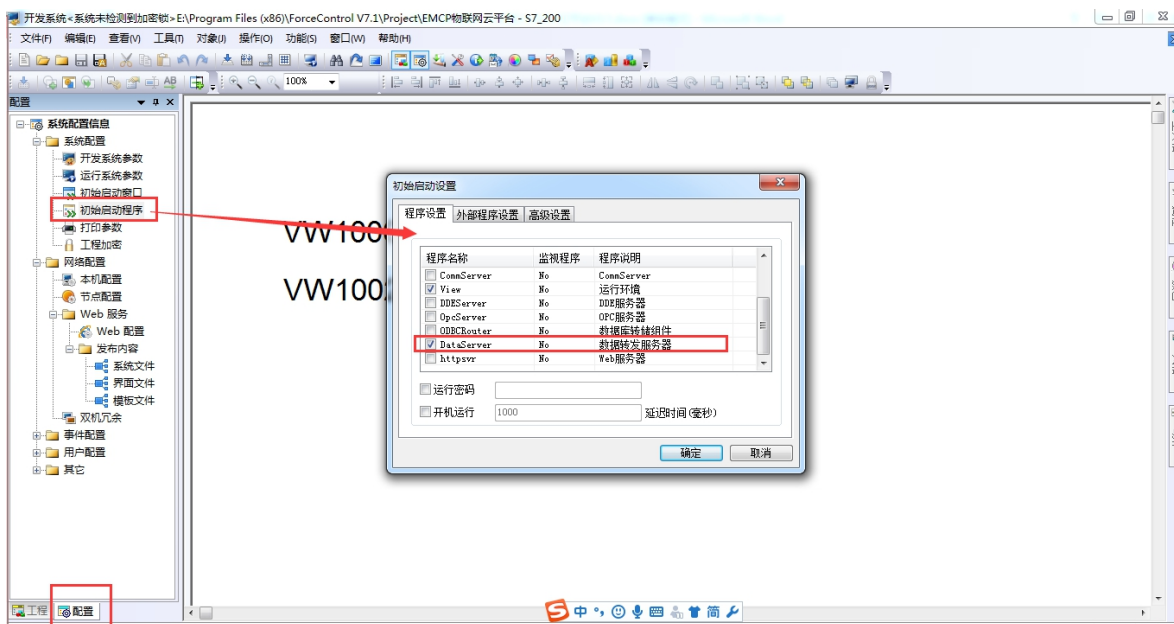 开发系统<系统未检测到加密锁>E:\Program Files (x86)\ForceControl V7.1\Project\EMCP物联网云平台 - S7_200
文件(F) 编辑(E) 查看(V) 工具(T) 对象(J) 操作(O) 功能(S) 窗口(W) 帮助(H)
100%
配置
系统配置信息
系统配置
开发系统参数
运行系统参数
初始启动窗口
初始启动程序
打印参数
工程加密
网络配置
本机配置
节点配置
Web 服务
Web 配置
发布内容
系统文件
界面文件
模板文件
双机冗余
事件配置
用户配置
其它
工程 配置
VW100
VW100
初始启动设置
程序设置 外部程序设置 高级设置
程序名称 监视程序 程序说明
CommServer No CommServer
View No 运行环境
DDEServer No DDE服务器
OpcServer No OPC服务器
ODBCRouter No 数据库转储组件
DataServer No 数据转发服务器
httpsvr No Web服务器
运行密码
开机运行 1000 延迟时间(毫秒)
确定 取消
S 中 简